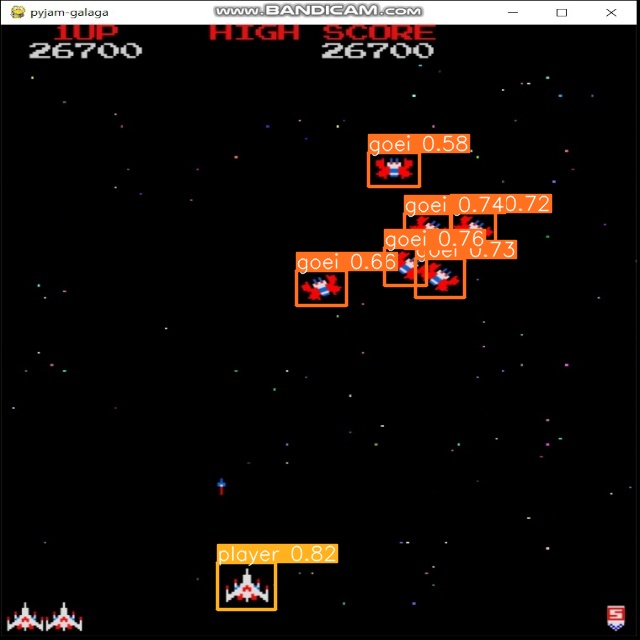 pyjam-galaga
www.BANDICAM.com
1UP HIGH SCORE
26700 26700
goei 0.58
goei 0.74 0.72
goei 0.76
goei 0.73
goei 0.66
player 0.82
5